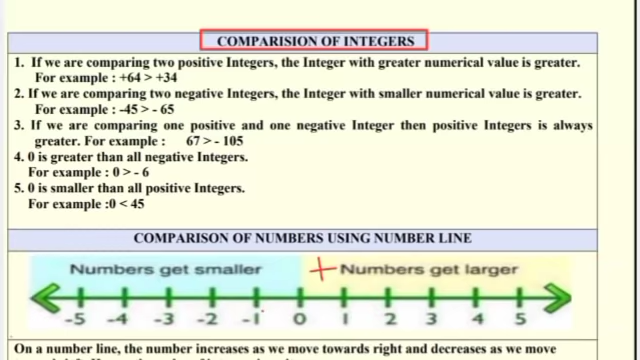 COMPARISION OF INTEGERS
1. If we are comparing two positive Integers, the Integer with greater numerical value is greater.
For example : +64 > +34
2. If we are comparing two negative Integers, the Integer with smaller numerical value is greater.
For example : -45 > - 65
3. If we are comparing one positive and one negative Integer then positive Integers is always
greater. For example : 67 > - 105
4. 0 is greater than all negative Integers.
For example : 0 > - 6
5. 0 is smaller than all positive Integers.
For example :0 < 45
COMPARISON OF NUMBERS USING NUMBER LINE
Numbers get smaller + Numbers get larger
-5 -4 -3 -2 -1 0 1 2 3 4 5
On a number line, the number increases as we move towards right and decreases as we move